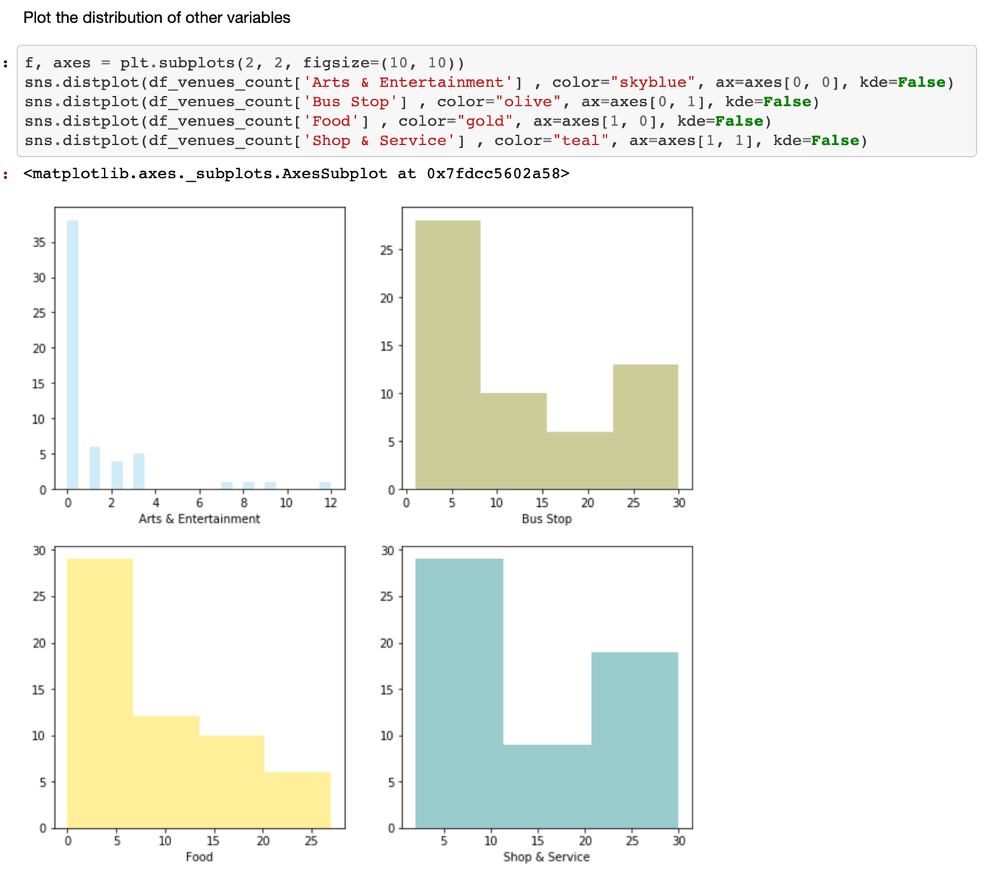 Plot the distribution of other variables
: f, axes = plt.subplots(2, 2, figsize=(10, 10))
sns.distplot(df_venues_count['Arts & Entertainment'] , color="skyblue", ax=axes[0, 0], kde=False)
sns.distplot(df_venues_count['Bus Stop'] , color="olive", ax=axes[0, 1], kde=False)
sns.distplot(df_venues_count['Food'] , color="gold", ax=axes[1, 0], kde=False)
sns.distplot(df_venues_count['Shop & Service'] , color="teal", ax=axes[1, 1], kde=False)
: <matplotlib.axes._subplots.AxesSubplot at 0x7fdcc5602a58>
35
30
25
20
15
10
5
0
0 2 4 6 8 10 12
Arts & Entertainment
25
20
15
10
5
0
0 5 10 15 20 25 30
Bus Stop
30
25
20
15
10
5
0
0 5 10 15 20 25
Food
30
25
20
15
10
5
0
5 10 15 20 25 30
Shop & Service